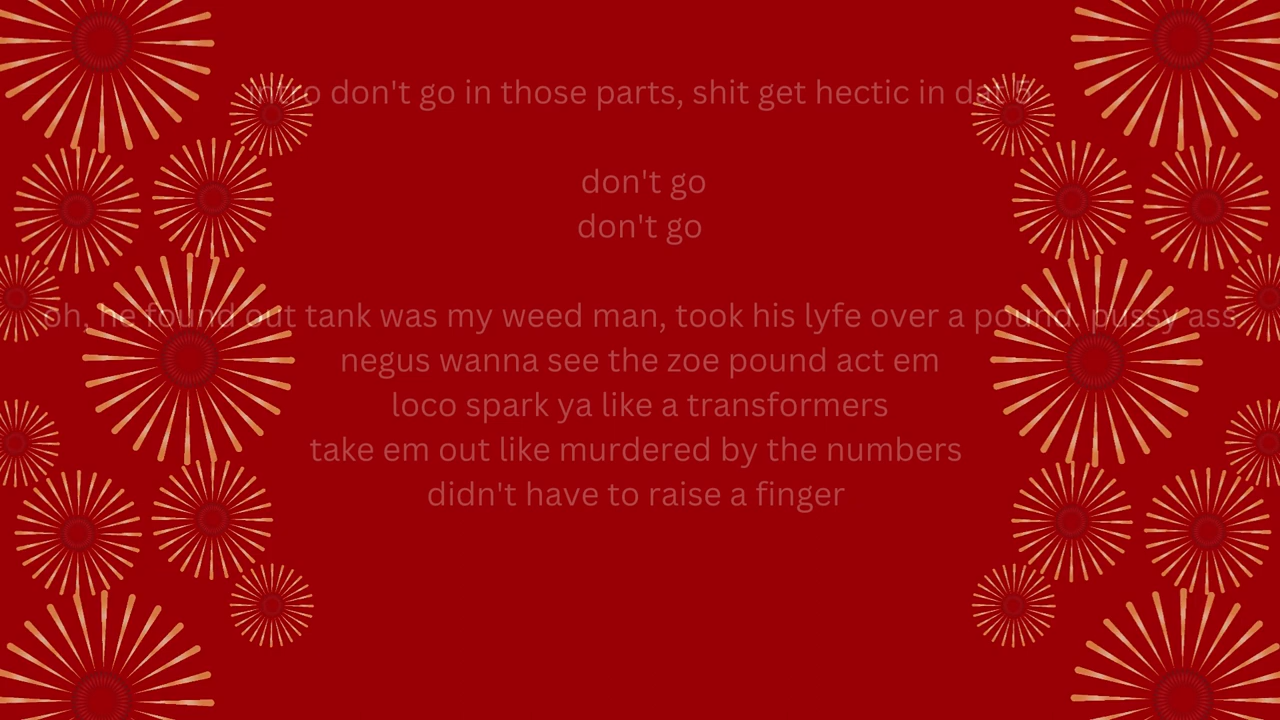 don't go in those parts, shit get hectic in
don't go
don't go
oh, he found out tank was my weed man, took his lyfe over a pound, pussy ass
negus wanna see the zoe pound act em
loco spark ya like a transformers
take em out like murdered by the numbers
didn't have to raise a finger